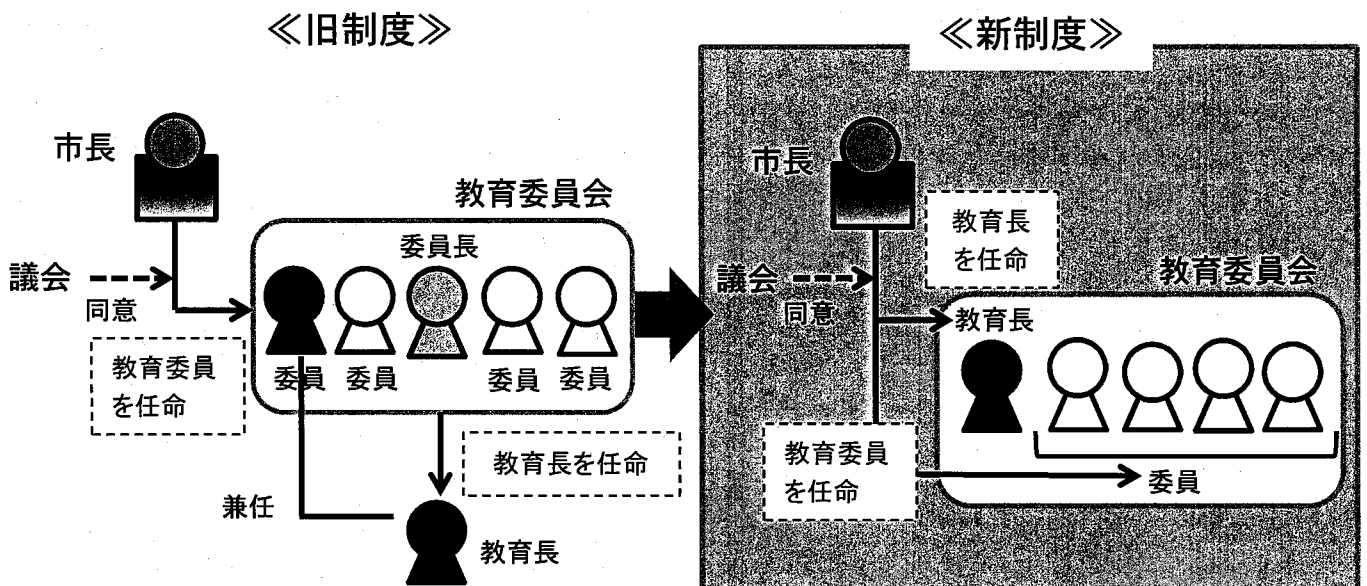 ≪旧制度≫
市長
教育委員会
委員長
議会
同意
委員
委員
委員
委員
教育委員
を任命
教育長を任命
兼任
教育長
≪新制度≫
市長
教育長
を任命
議会
同意
教育委員会
教育長
教育委員
を任命
委員